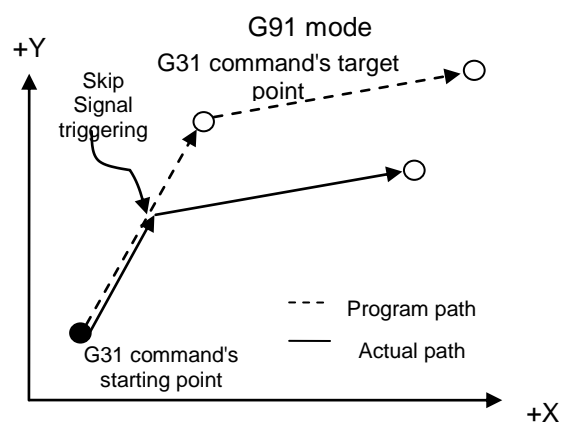 G91 mode
+Y
G31 command's target
point
Skip
Signal
triggering
Program path
Actual path
G31 command's
starting point
+X